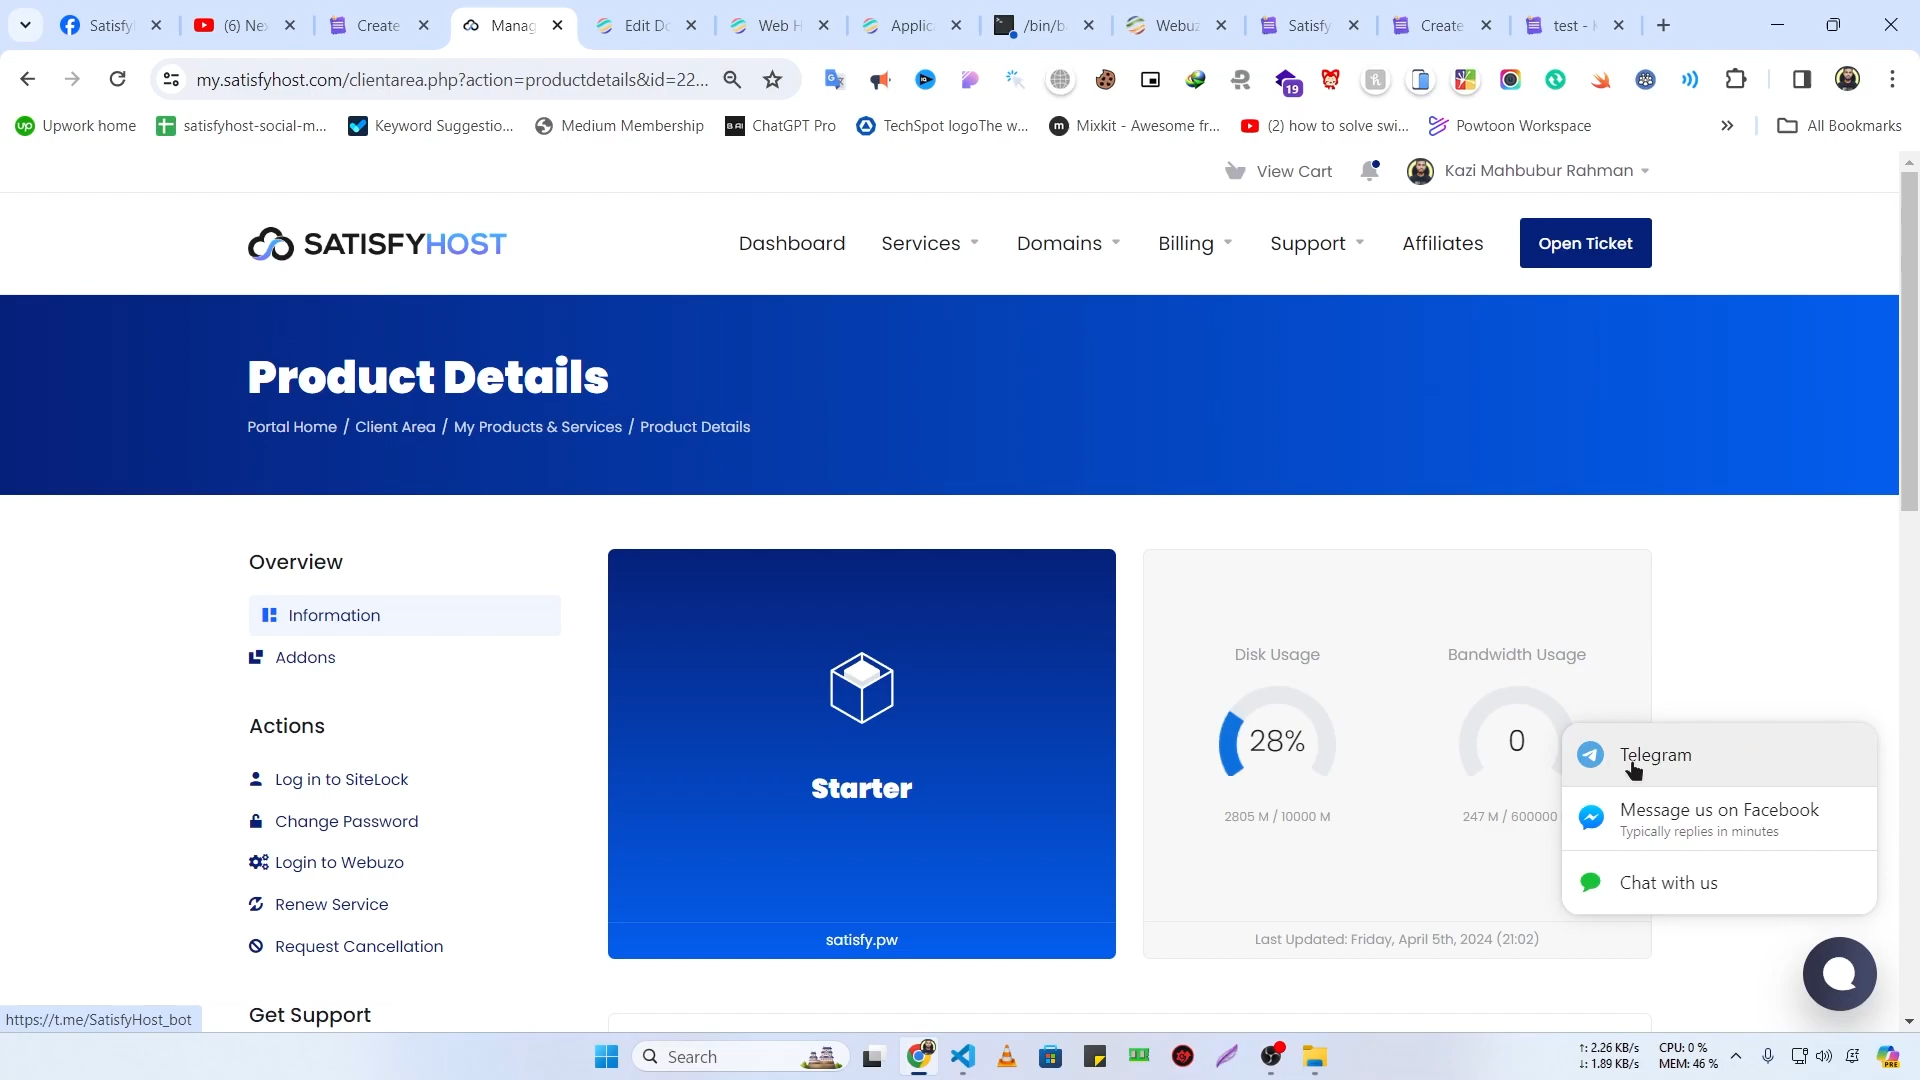 Satisfy
(6) Ne
Create
Manag
Edit Do
Web H
Applic
/bin/ba
Webuz
Satisfy
Create
test -
my.satisfyhost.com/clientarea.php?action=productdetails&id=22...
19
Upwork home
satisfyhost-social-m...
Keyword Suggestio...
Medium Membership
ChatGPT Pro
TechSpot logoThe w...
Mixkit - Awesome fr...
(2) how to solve swi...
Powtoon Workspace
All Bookmarks
View Cart
Kazi Mahbubur Rahman
SATISFYHOST
Dashboard
Services
Domains
Billing
Support
Affiliates
Open Ticket
Product Details
Portal Home / Client Area / My Products & Services / Product Details
Overview
Information
Addons
Actions
Log in to SiteLock
Change Password
Login to Webuzo
Renew Service
Request Cancellation
Get Support
Starter
satisfy.pw
Disk Usage
28%
2805 M / 10000 M
Bandwidth Usage
0
247 M / 600000
Last Updated: Friday, April 5th, 2024 (21:02)
Telegram
Message us on Facebook
Typically replies in minutes
Chat with us
https://t.me/SatisfyHost_bot
Search
↑: 2.26 KB/s
↓: 1.89 KB/s
CPU: 0 %
MEM: 46 %